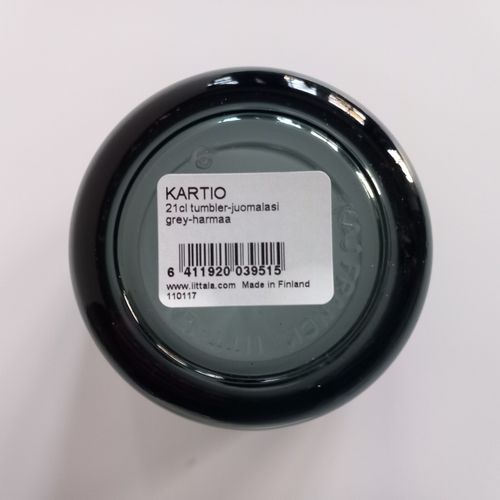 KARTIO
21cl tumbler-juomalasi
grey-harmaa
6 411920 039515
www.iittala.com Made in Finland
110117